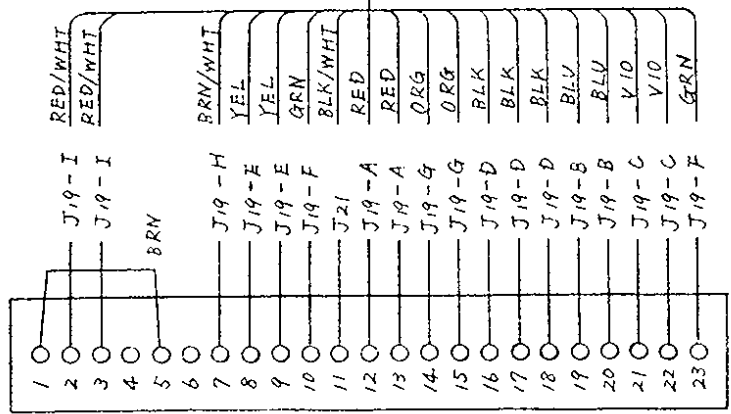 RED/WHT
RED/WHT
BRN/WHT
YEL
YEL
GRN
BLK/WHT
RED
RED
ORG
ORG
BLK
BLK
BLK
BLU
BLU
VIO
VIO
GRN
J19-I
J19-I
BRN
J19-H
J19-E
J19-E
J19-F
J21
J19-A
J19-A
J19-G
J19-G
J19-D
J19-D
J19-D
J19-B
J19-B
J19-C
J19-C
J19-F
1
2
3
4
5
6
7
8
9
10
11
12
13
14
15
16
17
18
19
20
21
22
23